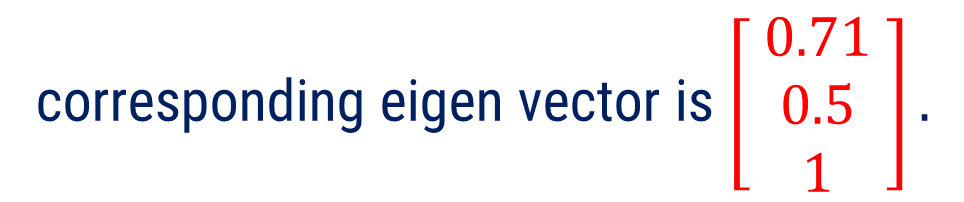 corresponding eigen vector is [0.71
0.5
1] .